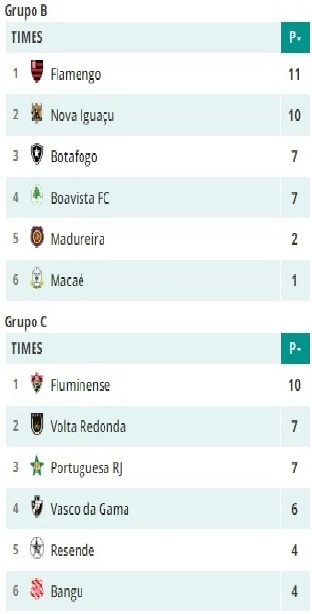 Grupo B
TIMES P
1 Flamengo 11
2 Nova Iguaçu 10
3 Botafogo 7
4 Boavista FC 7
5 Madureira 2
6 Macaé 1
Grupo C
TIMES P
1 Fluminense 10
2 Volta Redonda 7
3 Portuguesa RJ 7
4 Vasco da Gama 6
5 Resende 4
6 Bangu 4